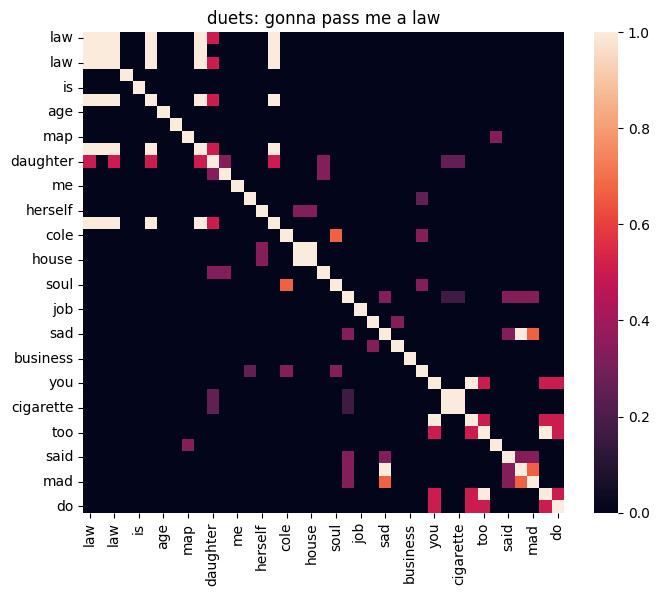 duets: gonna pass me a law
law
law
is
age
map
daughter
me
herself
cole
house
soul
job
sad
business
you
cigarette
too
said
mad
do
law
law
is
age
map
daughter
me
herself
cole
house
soul
job
sad
business
you
cigarette
too
said
mad
do
1.0
0.8
0.6
0.4
0.2
0.0